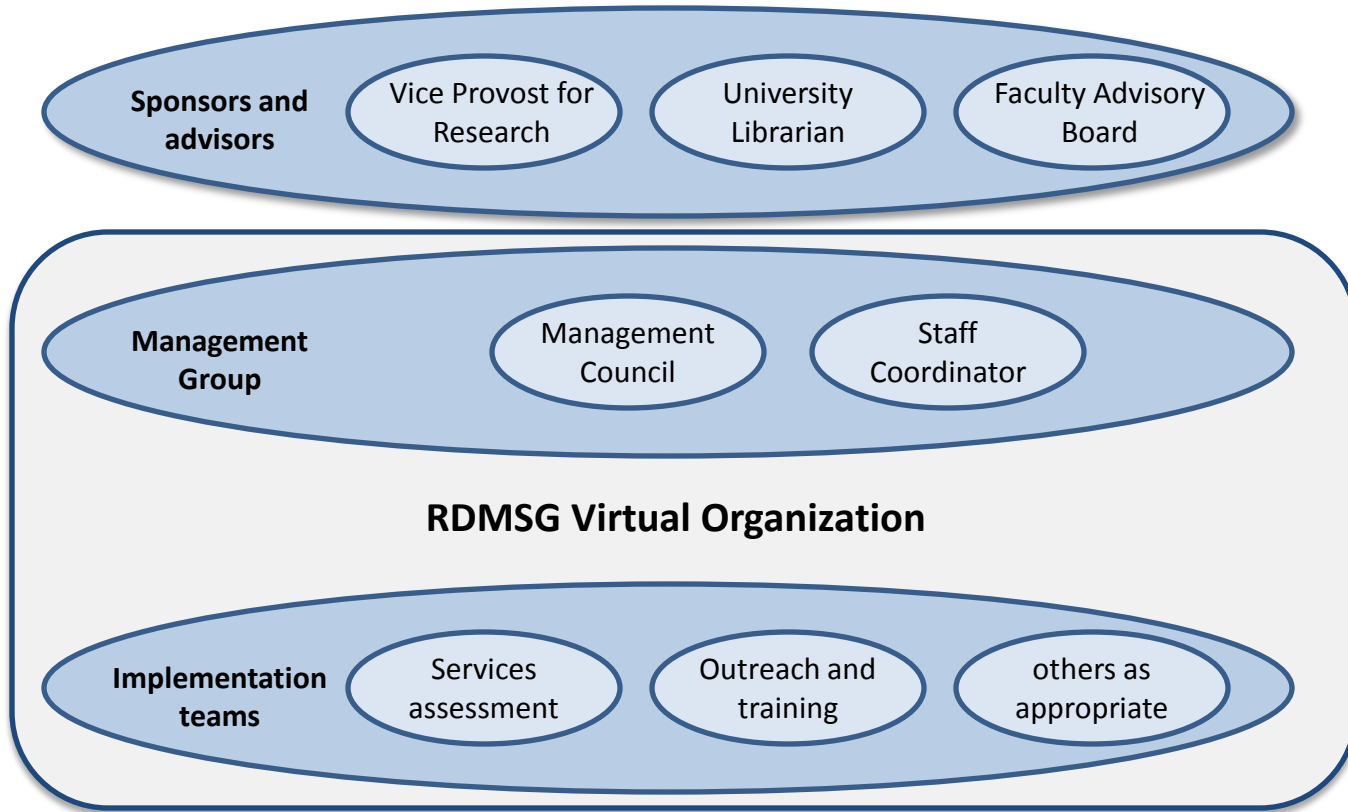 Sponsors and
advisors
Vice Provost for
Research
University
Librarian
Faculty Advisory
Board
Management
Group
Management
Council
Staff
Coordinator
RDMSG Virtual Organization
Implementation
teams
Services
assessment
Outreach and
training
others as
appropriate